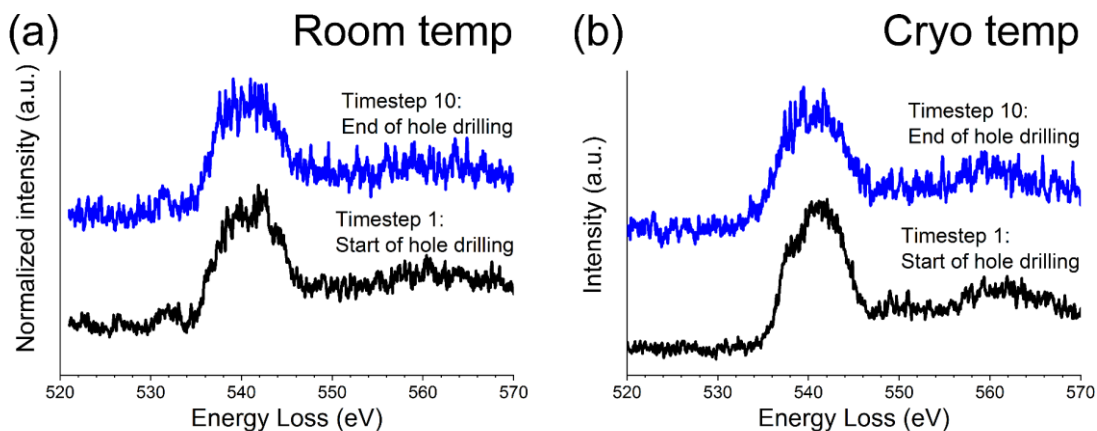 (a)
Room temp
Normalized intensity (a.u.)
Timestep 10:
End of hole drilling
Timestep 1:
Start of hole drilling
520 530 540 550 560 570
Energy Loss (eV)
(b)
Cryo temp
Intensity (a.u.)
Timestep 10:
End of hole drilling
Timestep 1:
Start of hole drilling
520 530 540 550 560 570
Energy Loss (eV)